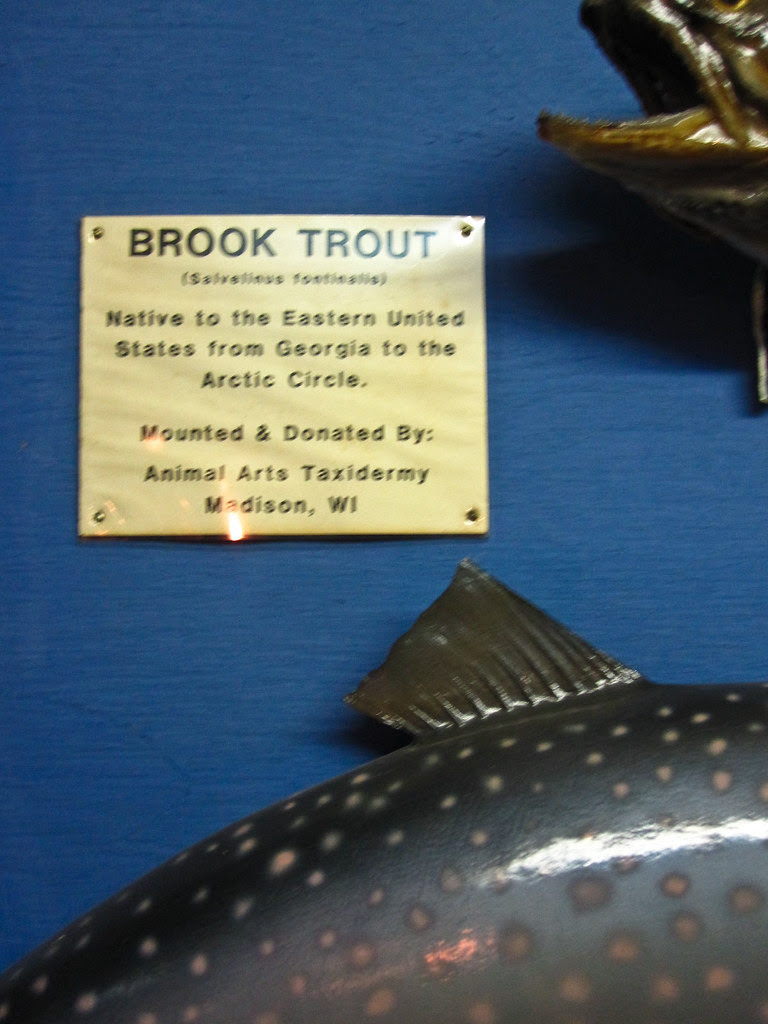 BROOK TROUT
(Salvelinus fontinalis)
Native to the Eastern United
States from Georgia to the
Arctic Circle.
Mounted & Donated By:
Animal Arts Taxidermy
Madison, WI